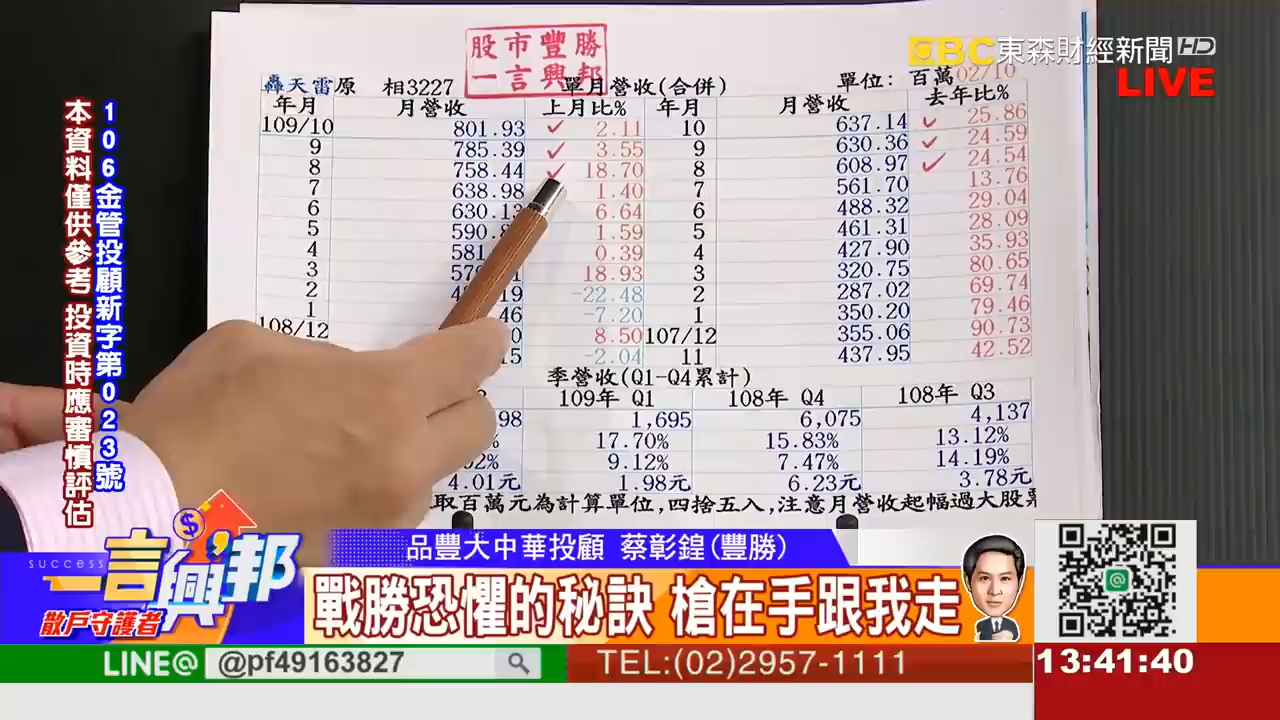 股市豐勝
一言興邦
EBC東森財經新聞HD
LIVE
轟天雷原 相3227 單月營收(合併) 單位: 百萬02/10
年月 月營收 上月比% 年月 月營收 去年比%
109/10 801.93 2.11 10 637.14 25.86
9 785.39 3.55 9 630.36 24.59
8 758.44 18.70 8 608.97 24.54
7 638.98 1.40 7 561.70 13.76
6 630.13 6.64 6 488.32 29.04
5 590. 1.59 5 461.31 28.09
4 581 0.39 4 427.90 35.93
3 57 18.93 3 320.75 80.65
2 19 -22.48 2 287.02 69.74
1 46 -7.20 1 350.20 79.46
108/12 0 8.50 107/12 355.06 90.73
15 -2.04 11 437.95 42.52
季營收(Q1-Q4累計)
109年 Q1 108年 Q4 108年 Q3
98 1,695 6,075 4,137
% 17.70% 15.83% 13.12%
2% 9.12% 7.47% 14.19%
4.01元 1.98元 6.23元 3.78元
取百萬元為計算單位,四捨五入,注意月營收起幅過大股票
106金管投顧新字第023號
本資料僅供參考 投資時應審慎評估
success
一言興邦
散戶守護者
品豐大中華投顧 蔡彰鍠(豐勝)
戰勝恐懼的秘訣 槍在手跟我走
LINE@ @pf49163827 TEL:(02)2957-1111
13:41:40